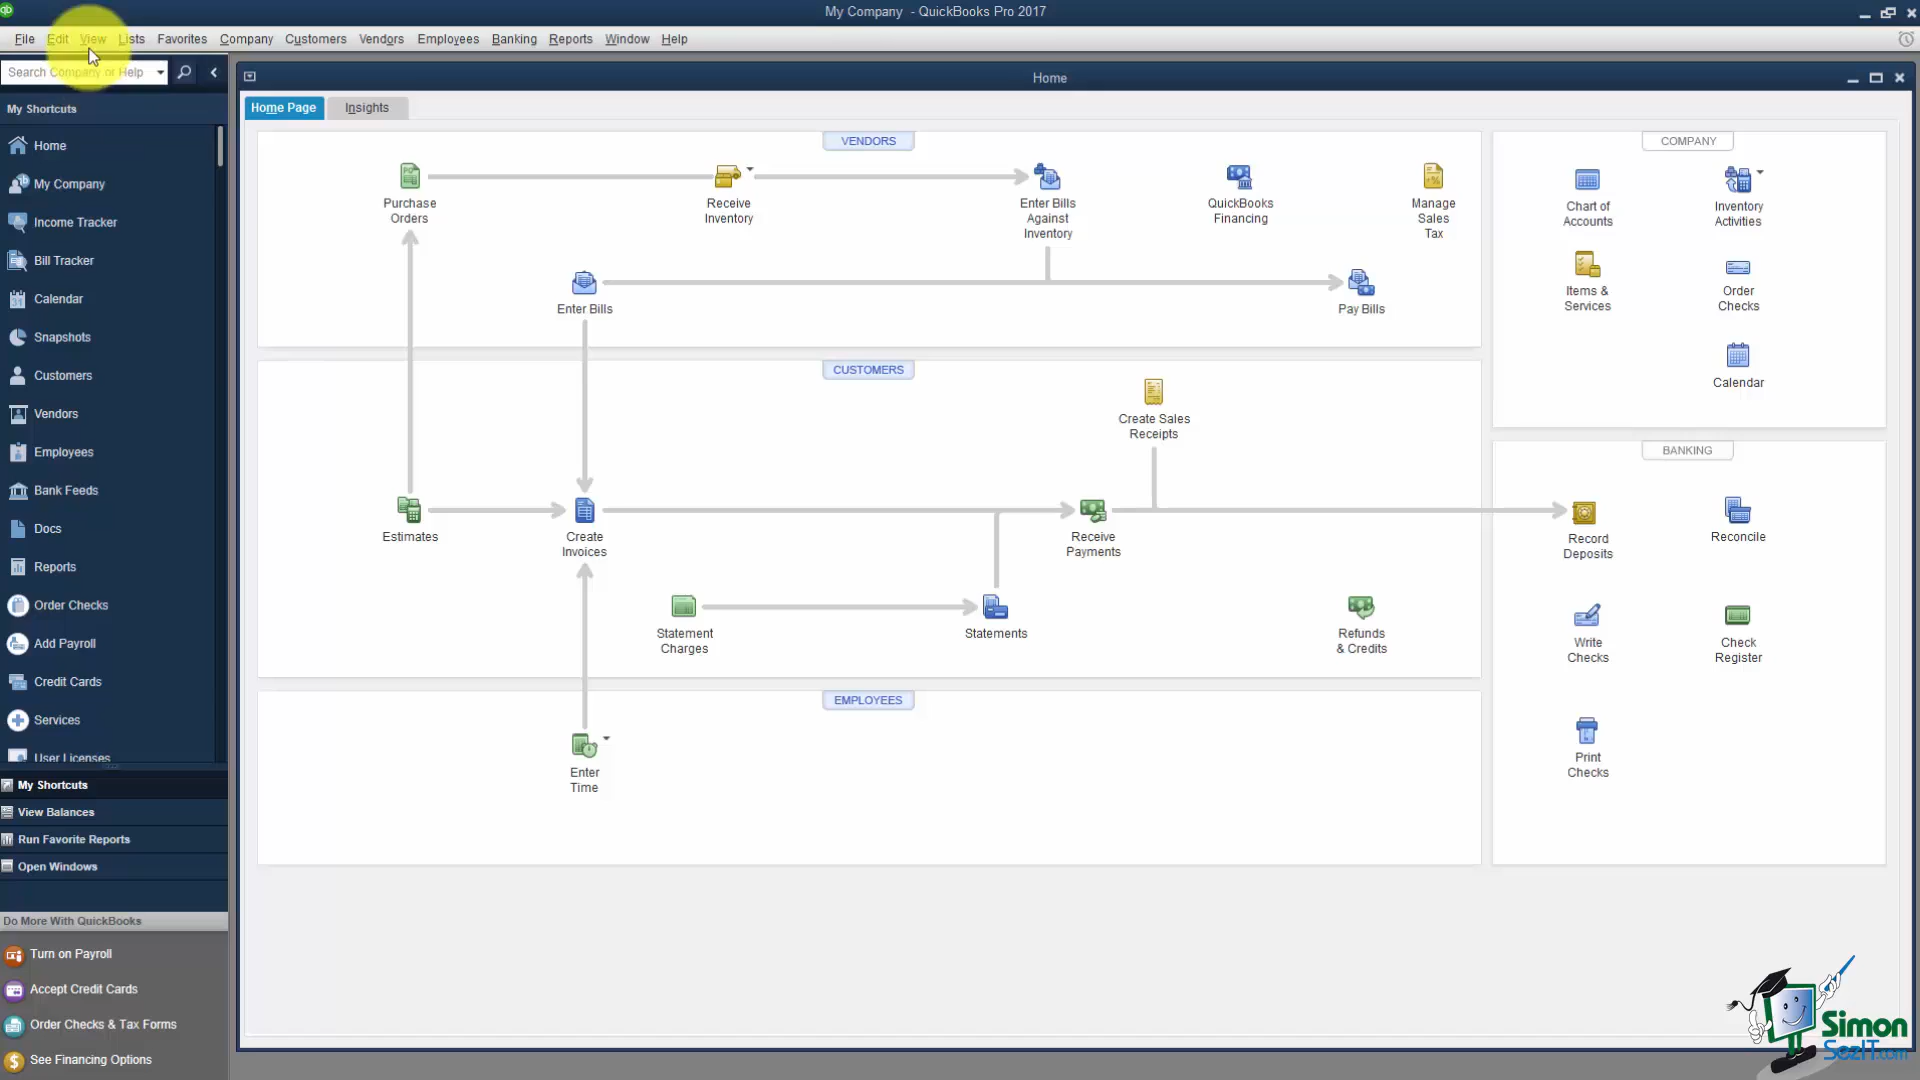 My Company - QuickBooks Pro 2017
File Edit View Lists Favorites Company Customers Vendors Employees Banking Reports Window Help
Search Company or Help
My Shortcuts
Home
My Company
Income Tracker
Bill Tracker
Calendar
Snapshots
Customers
Vendors
Employees
Bank Feeds
Docs
Reports
Order Checks
Add Payroll
Credit Cards
Services
User Licenses
My Shortcuts
View Balances
Run Favorite Reports
Open Windows
Do More With QuickBooks
Turn on Payroll
Accept Credit Cards
Order Checks & Tax Forms
See Financing Options
Home
Home Page
Insights
VENDORS
Purchase
Orders
Receive
Inventory
Enter Bills
Against
Inventory
QuickBooks
Financing
Manage
Sales
Tax
Enter Bills
Pay Bills
CUSTOMERS
Create Sales
Receipts
Estimates
Create
Invoices
Receive
Payments
Statement
Charges
Statements
Refunds
& Credits
EMPLOYEES
Enter
Time
COMPANY
Chart of
Accounts
Inventory
Activities
Items &
Services
Order
Checks
Calendar
BANKING
Record
Deposits
Reconcile
Write
Checks
Check
Register
Print
Checks
Simon
SezIT.com